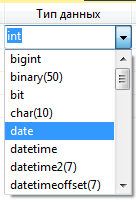 Тип данных
int
bigint
binary(50)
bit
char(10)
date
datetime
datetime2(7)
datetimeoffset(7)